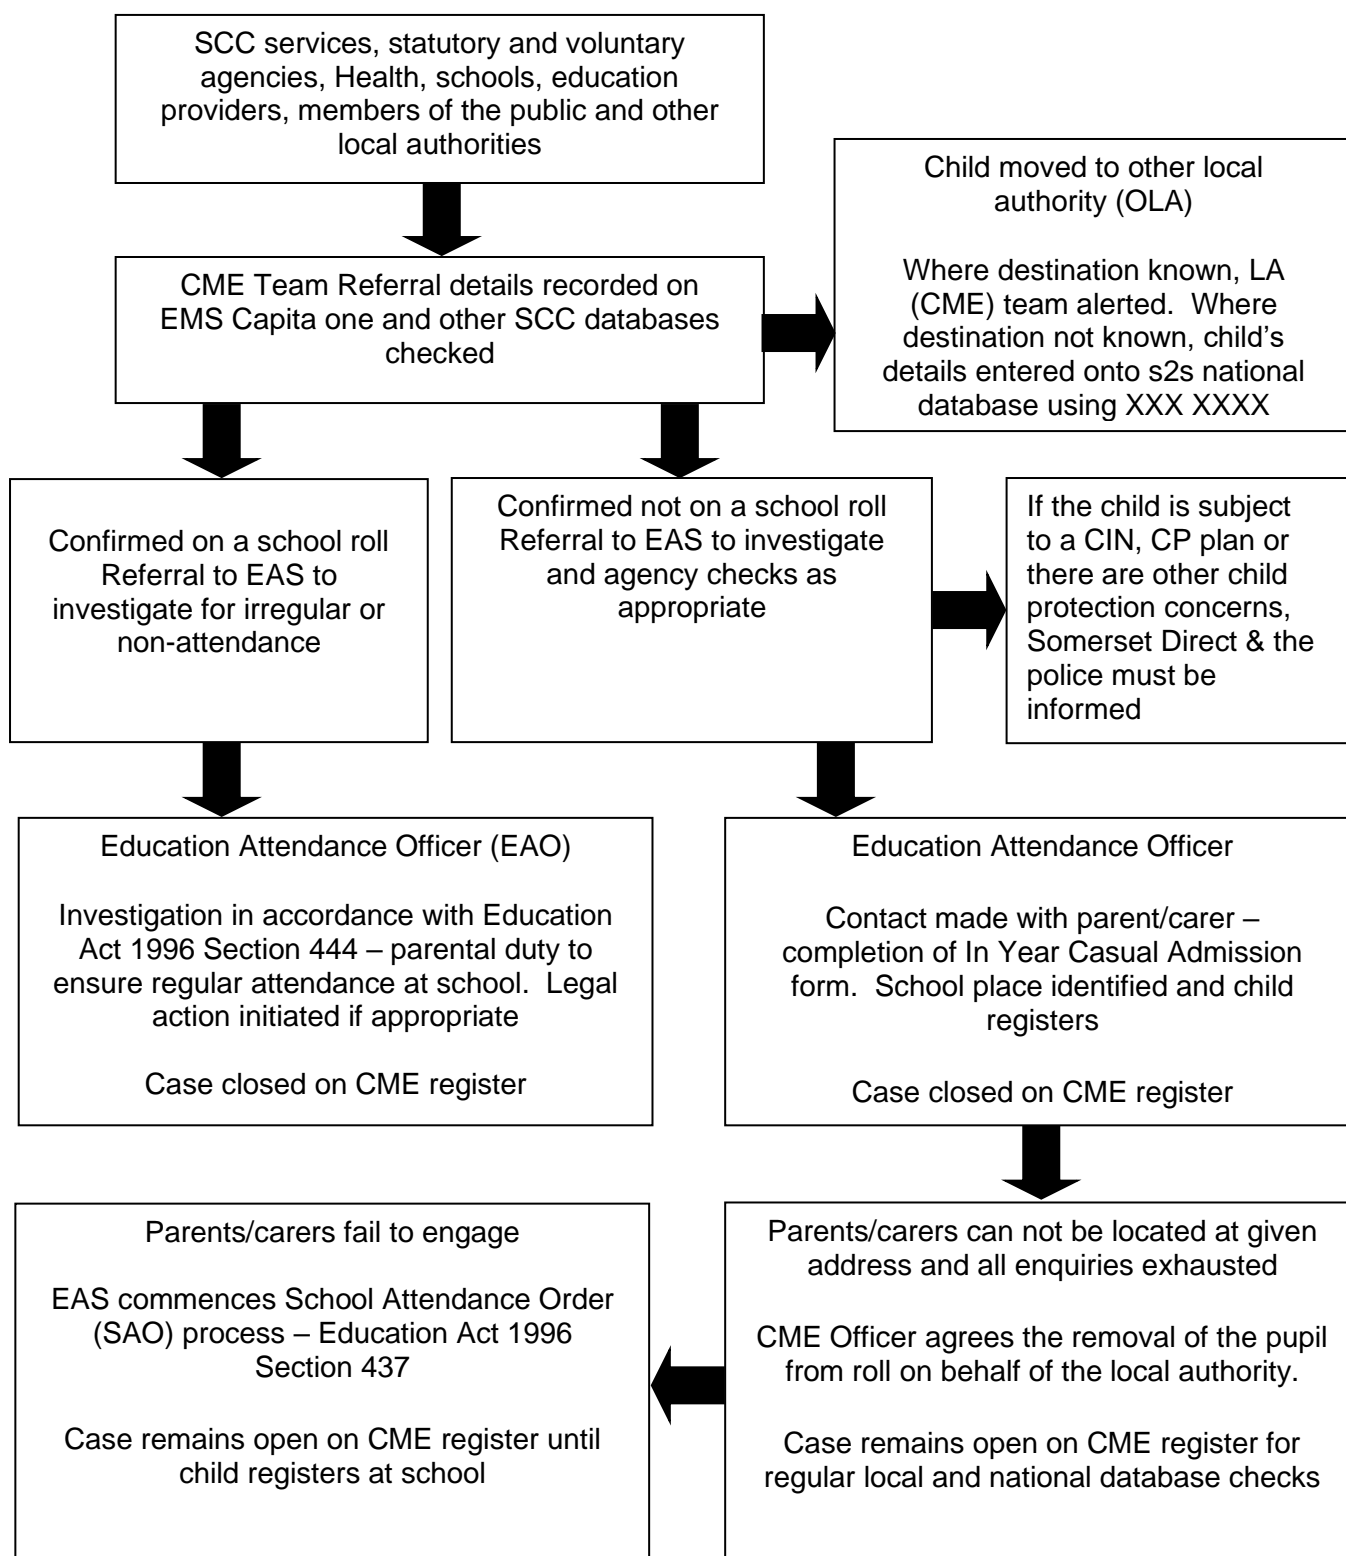 SCC services, statutory and voluntary
agencies, Health, schools, education
providers, members of the public and other
local authorities
Child moved to other local
authority (OLA)
Where destination known, LA
(CME) team alerted.  Where
destination not known, child’s
details entered onto s2s national
database using XXX XXXX
CME Team Referral details recorded on
EMS Capita one and other SCC databases
checked
Confirmed on a school roll
Referral to EAS to
investigate for irregular or
non-attendance
Confirmed not on a school roll
Referral to EAS to investigate
and agency checks as
appropriate
If the child is subject
to a CIN, CP plan or
there are other child
protection concerns,
Somerset Direct & the
police must be
informed
Education Attendance Officer (EAO)
Investigation in accordance with Education
Act 1996 Section 444 – parental duty to
ensure regular attendance at school.  Legal
action initiated if appropriate
Case closed on CME register
Education Attendance Officer
Contact made with parent/carer –
completion of In Year Casual Admission
form.  School place identified and child
registers
Case closed on CME register
Parents/carers fail to engage
EAS commences School Attendance Order
(SAO) process – Education Act 1996
Section 437
Case remains open on CME register until
child registers at school
Parents/carers can not be located at given
address and all enquiries exhausted
CME Officer agrees the removal of the pupil
from roll on behalf of the local authority.
Case remains open on CME register for
regular local and national database checks